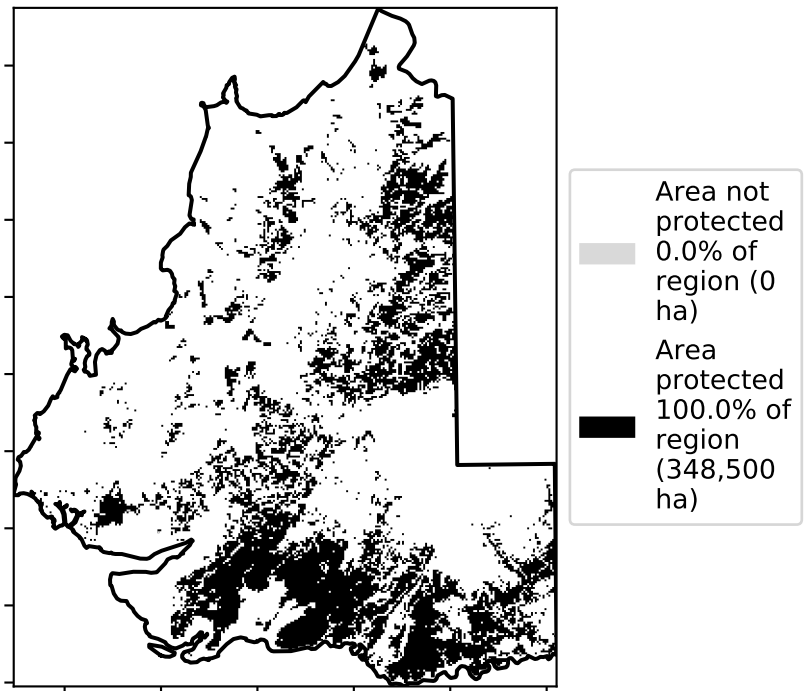 Area not
protected
0.0% of
region (0
ha)
Area
protected
100.0% of
region
(348,500
ha)